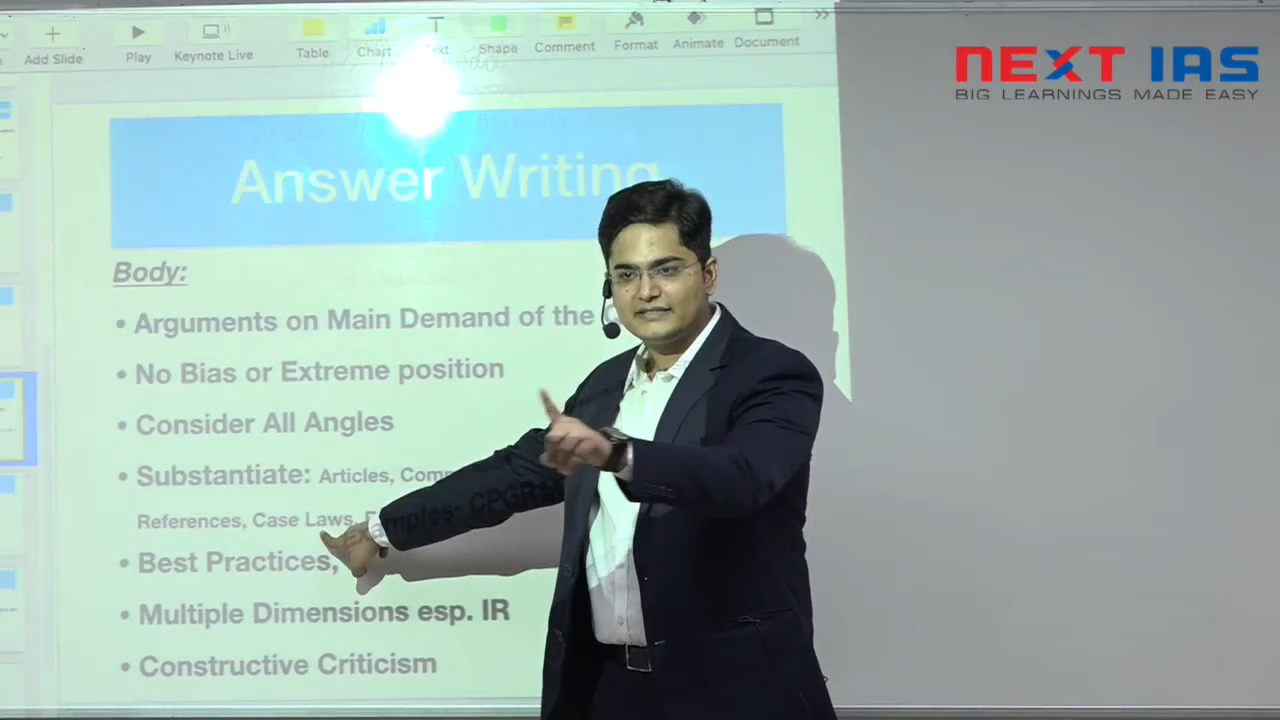 Add Slide Play Keynote Live Table Chart Text Shape Comment Format Animate Document
NEXT IAS
BIG LEARNINGS MADE EASY
Answer Writing
Body:
• Arguments on Main Demand of the
• No Bias or Extreme position
• Consider All Angles
• Substantiate: Articles,
References, Case Laws,
• Best Practices,
• Multiple Dimensions esp. IR
• Constructive Criticism